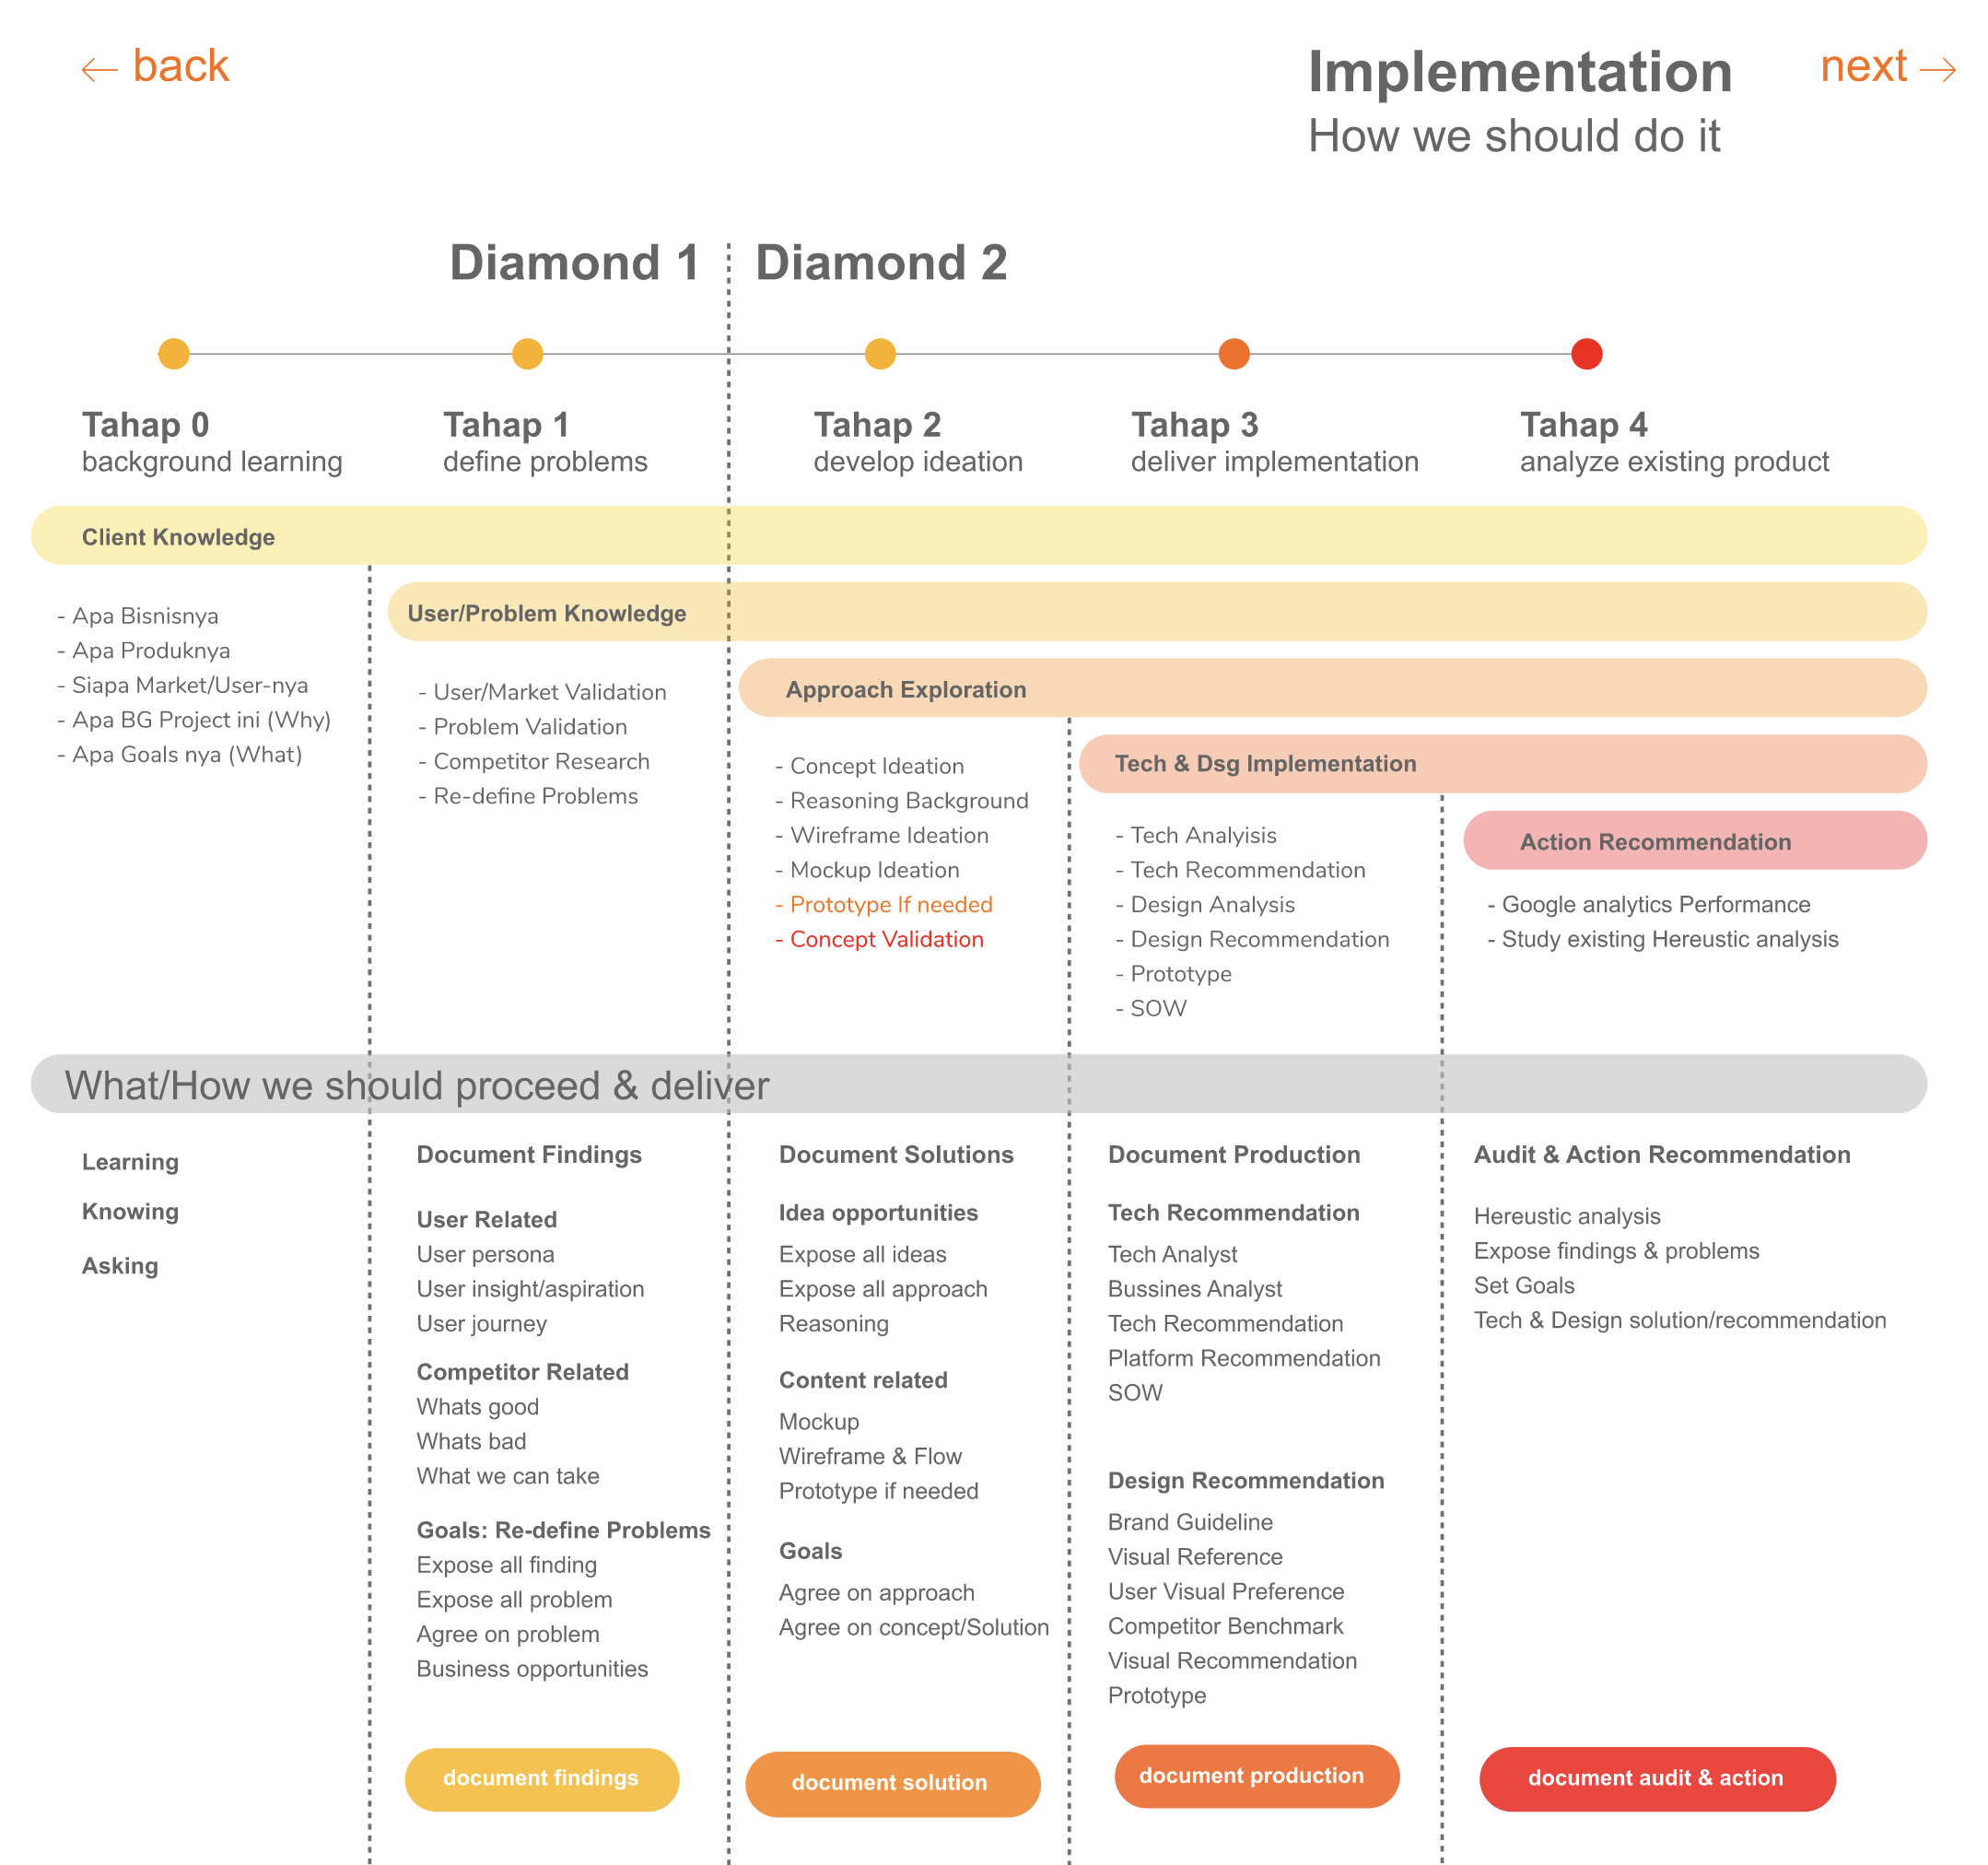 ← back
Implementation
next →
How we should do it
Diamond 1
Diamond 2
Tahap 0
background learning
Tahap 1
define problems
Tahap 2
develop ideation
Tahap 3
deliver implementation
Tahap 4
analyze existing product
Client Knowledge
- Apa Bisnisnya
- Apa Produknya
- Siapa Market/User-nya
- Apa BG Project ini (Why)
- Apa Goals nya (What)
User/Problem Knowledge
- User/Market Validation
- Problem Validation
- Competitor Research
- Re-define Problems
Approach Exploration
- Concept Ideation
- Reasoning Background
- Wireframe Ideation
- Mockup Ideation
- Prototype If needed
- Concept Validation
Tech & Dsg Implementation
- Tech Analyisis
- Tech Recommendation
- Design Analysis
- Design Recommendation
- Prototype
- SOW
Action Recommendation
- Google analytics Performance
- Study existing Hereustic analysis
What/How we should proceed & deliver
Learning
Knowing
Asking
Document Findings
User Related
User persona
User insight/aspiration
User journey
Competitor Related
Whats good
Whats bad
What we can take
Goals: Re-define Problems
Expose all finding
Expose all problem
Agree on problem
Business opportunities
document findings
Document Solutions
Idea opportunities
Expose all ideas
Expose all approach
Reasoning
Content related
Mockup
Wireframe & Flow
Prototype if needed
Goals
Agree on approach
Agree on concept/Solution
document solution
Document Production
Tech Recommendation
Tech Analyst
Bussines Analyst
Tech Recommendation
Platform Recommendation
SOW
Design Recommendation
Brand Guideline
Visual Reference
User Visual Preference
Competitor Benchmark
Visual Recommendation
Prototype
document production
Audit & Action Recommendation
Hereustic analysis
Expose findings & problems
Set Goals
Tech & Design solution/recommendation
document audit & action